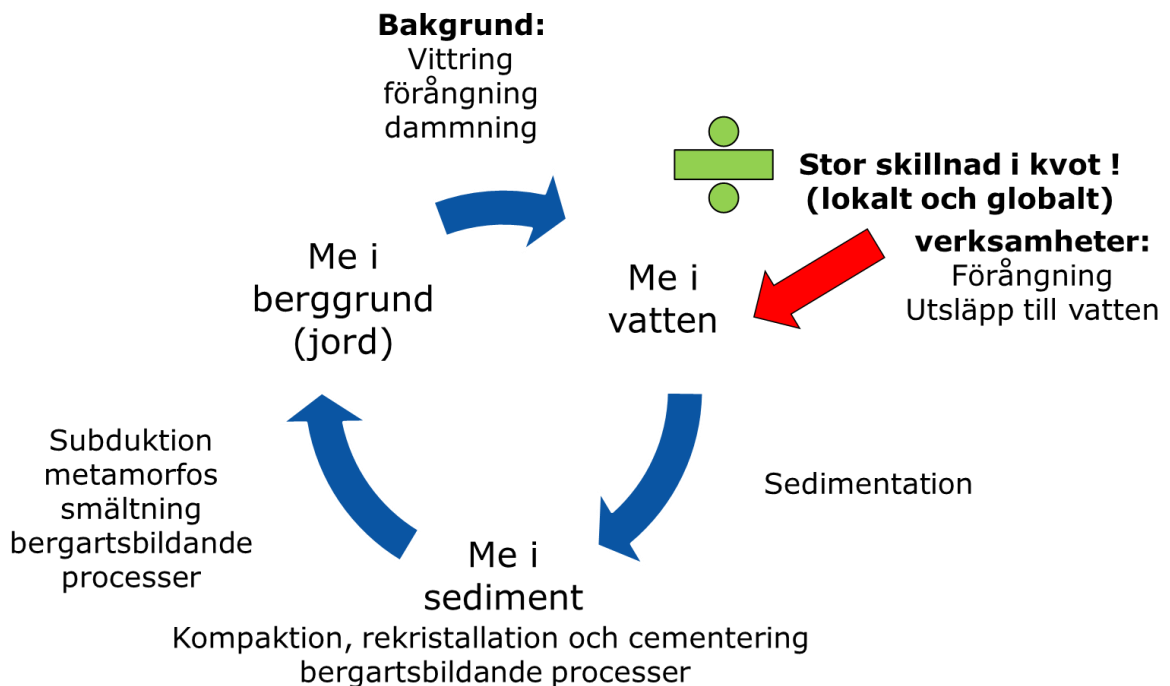 Bakgrund:
Vittring
förångning
dammning
Stor skillnad i kvot !
(lokalt och globalt)
verksamheter:
Förångning
Utsläpp till vatten
Me i
berggrund
(jord)
Me i
vatten
Subduktion
metamorfos
smältning
bergartsbildande
processer
Sedimentation
Me i
sediment
Kompaktion, rekristallation och cementering
bergartsbildande processer